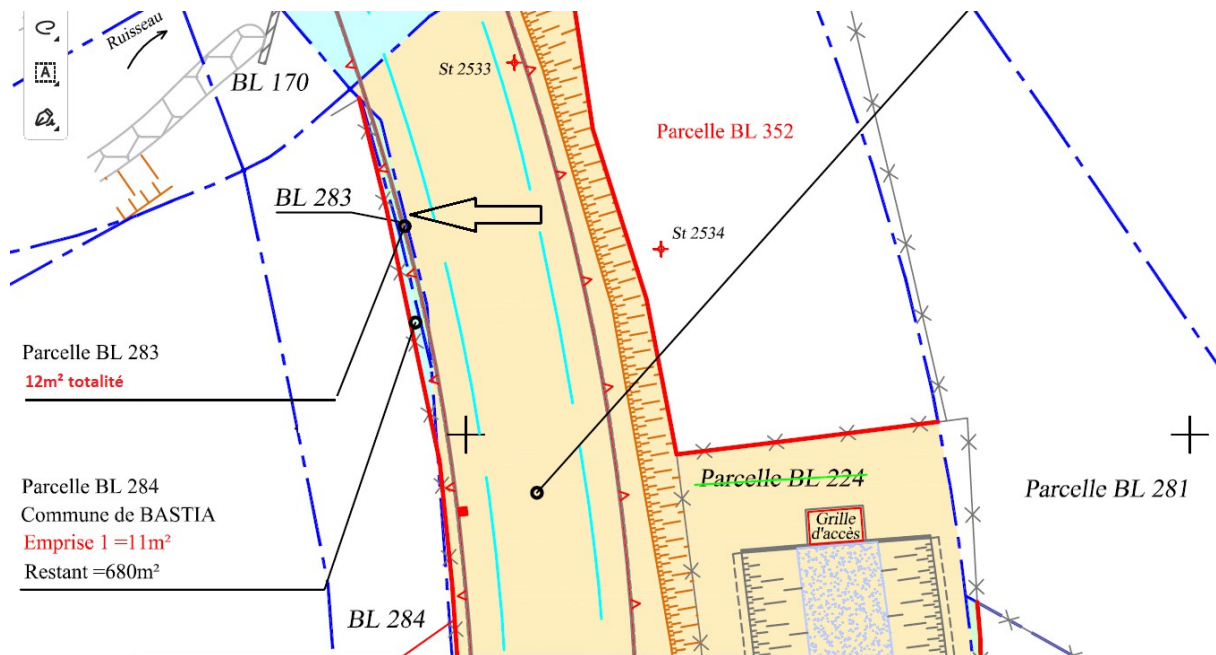 Ruisseau
A
BL 170
St 2533
Parcelle BL 352
BL 283
St 2534
Parcelle BL 283
12m² totalité
Parcelle BL 224
Parcelle BL 281
Parcelle BL 284
Commune de BASTIA
Emprise 1 =11m²
Restant =680m²
Grille
d'accès
BL 284